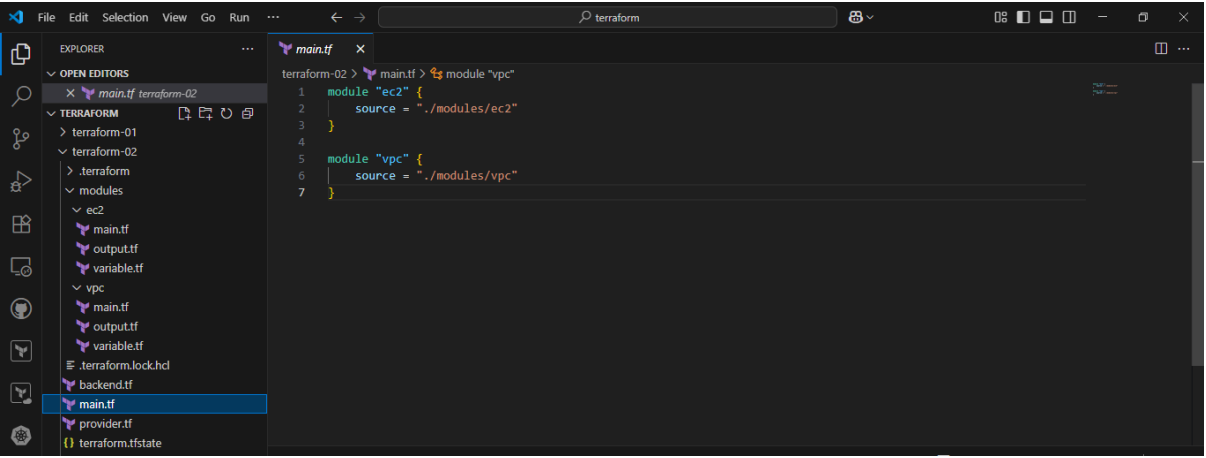 File Edit Selection View Go Run ...
terraform
EXPLORER ...
OPEN EDITORS
main.tf terraform-02
TERRAFORM
terraform-01
terraform-02
.terraform
modules
ec2
main.tf
output.tf
variable.tf
vpc
main.tf
output.tf
variable.tf
.terraform.lock.hcl
backend.tf
main.tf
provider.tf
{} terraform.tfstate
main.tf
terraform-02 > main.tf > module "vpc"
1 module "ec2" {
2 source = "./modules/ec2"
3 }
4
5 module "vpc" {
6 source = "./modules/vpc"
7 }